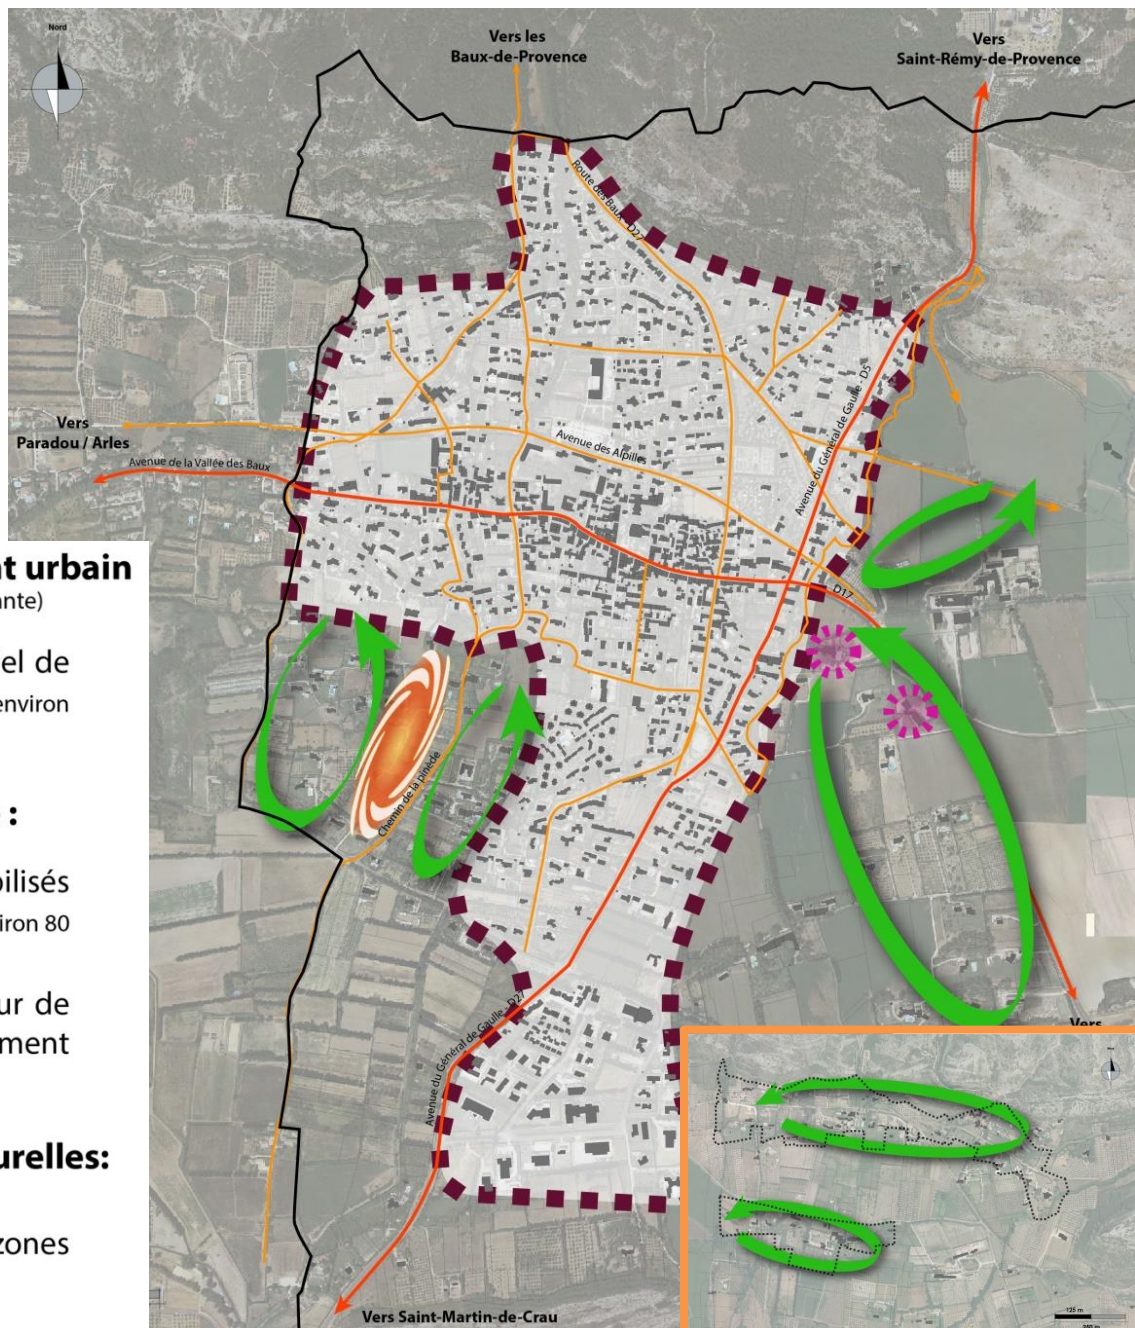 Nord
Vers les
Baux-de-Provence
Vers
Saint-Rémy-de-Provence
Route des Baux - D27
Avenue du Général de Gaulle - D5
Vers
Paradou / Arles
Avenue des Alpilles
Avenue de la Vallée des Baux
D17
t urbain
ante)
el de
environ
:
bilisés
iron 80
ur de
ment
urelles:
zones
Chemin de la pinède
Avenue du Général de Gaulle - D27
Vers
Vers Saint-Martin-de-Crau
125 m
250 m